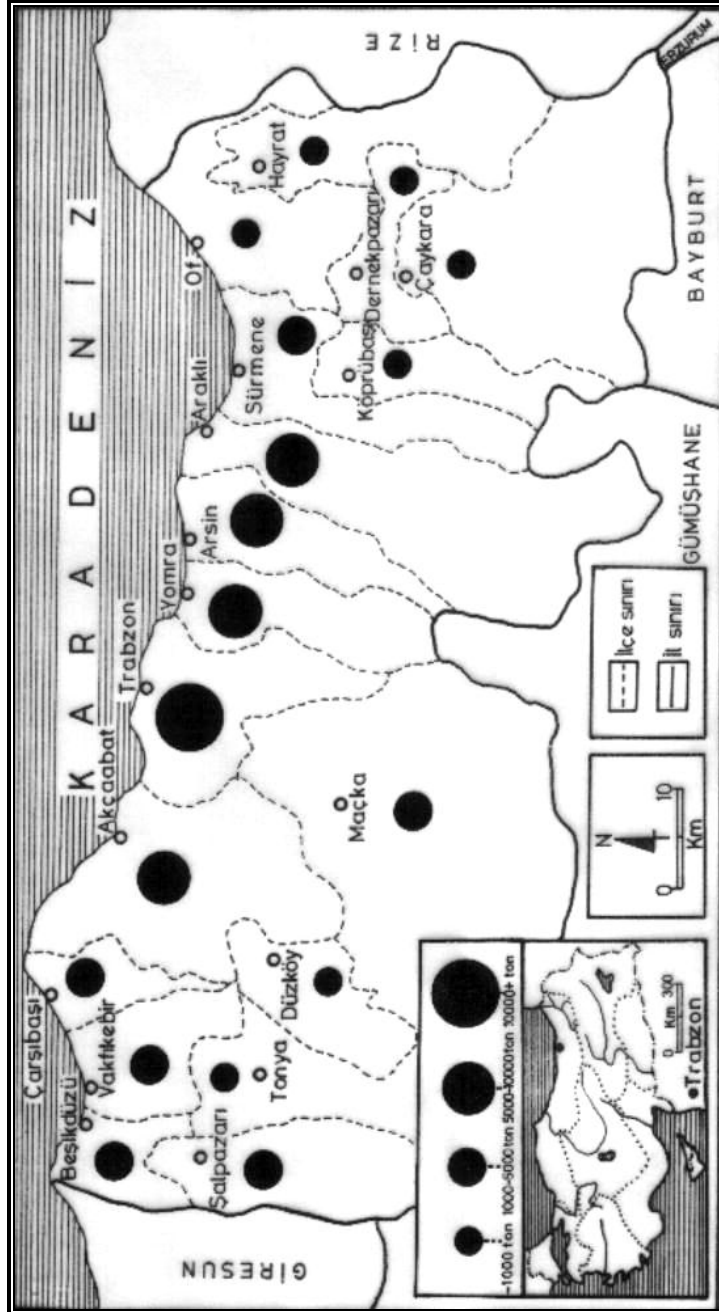 KARADENİZ
RİZE
GİRESUN
GÜMÜŞHANE
BAYBURT
ERZURUM
Çarşıbaşı
Beşikdüzü
Vakfıkebir
Akçaabat
Trabzon
Yomra
Arsin
Araklı
Sürmene
Of
Hayrat
Şalpazarı
Tonya
Düzköy
Maçka
Köprübaşı
Dernekpazarı
Çaykara
-1000 ton
1000-5000 ton
5000-10000 ton
10000+ ton
0 Km 300
Trabzon
N
0 10
Km
İlçe sınırı
İl sınırı